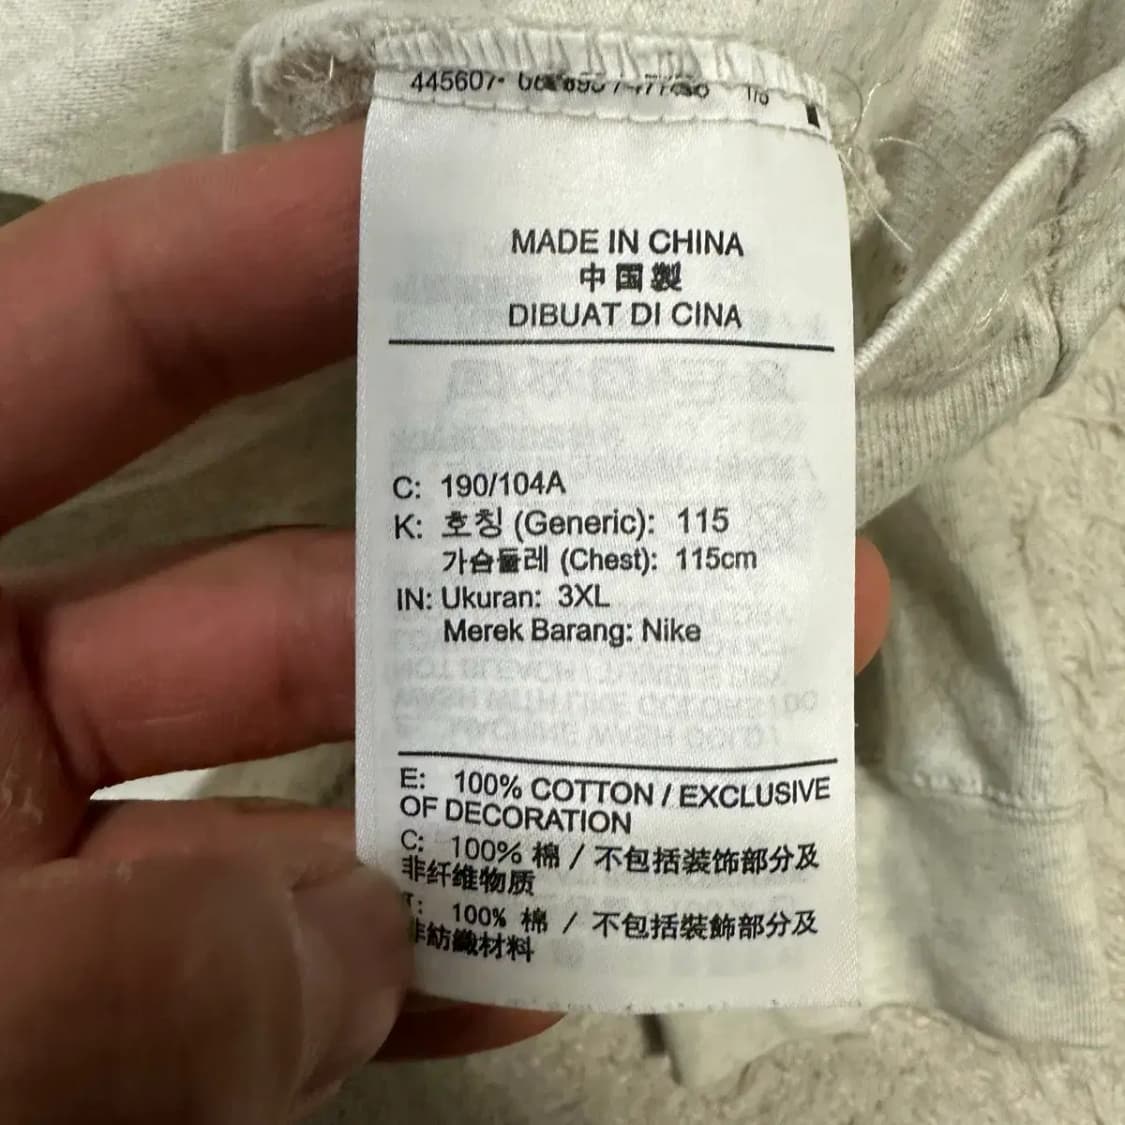 445607-
MADE IN CHINA
中国製
DIBUAT DI CINA
C: 190/104A
K: 호칭 (Generic): 115
가슴둘레 (Chest): 115cm
IN: Ukuran: 3XL
Merek Barang: Nike
E: 100% COTTON / EXCLUSIVE
OF DECORATION
C: 100% 棉 / 不包括装饰部分及
非纤维物质
T: 100% 棉 / 不包括裝飾部分及
非紡織材料